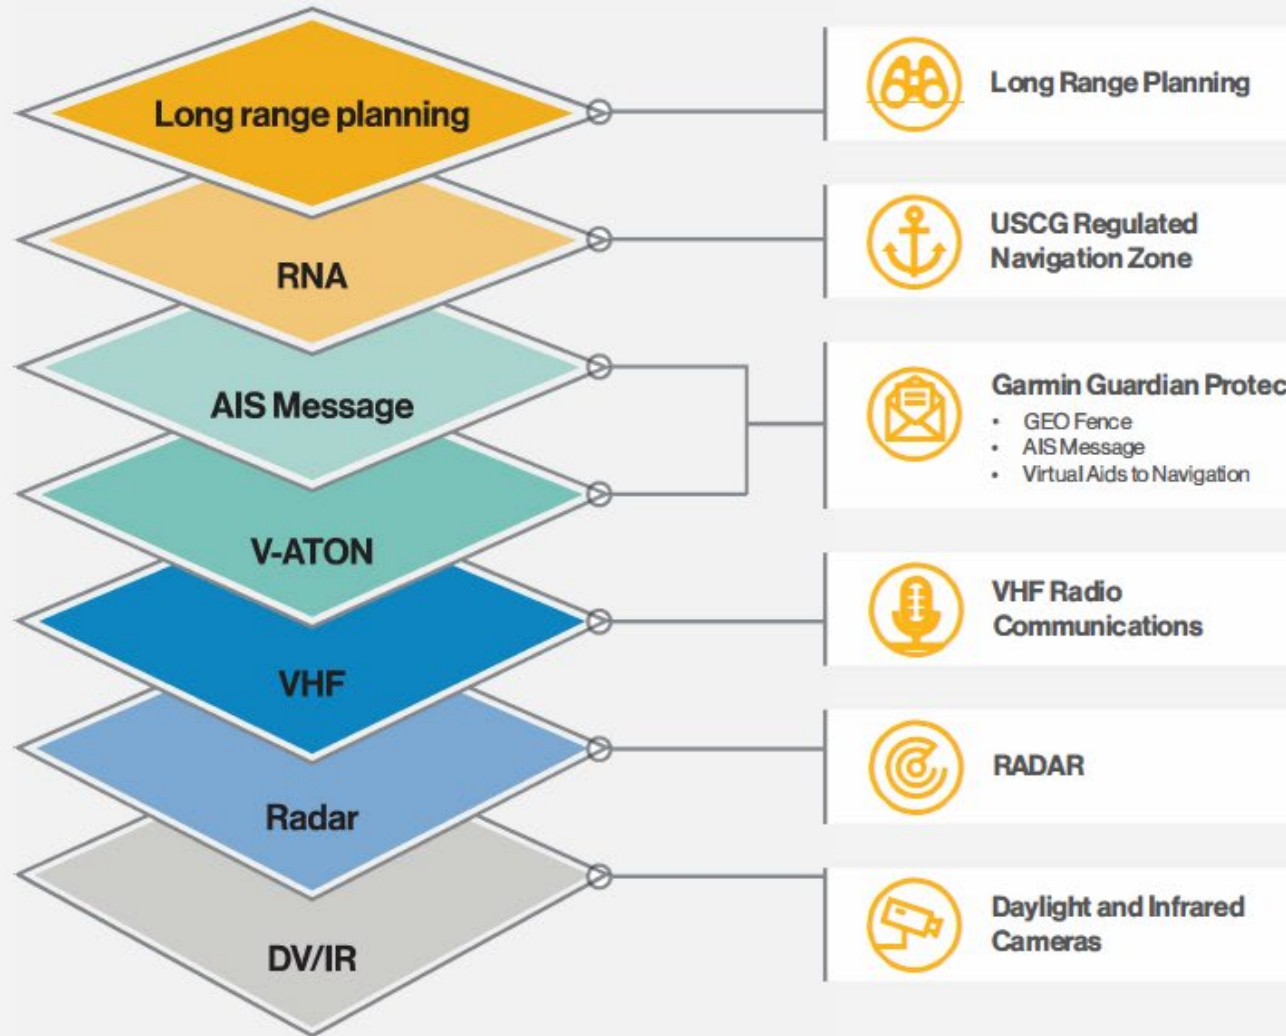 Long range planning
RNA
AIS Message
V-ATON
VHF
Radar
DV/IR
Long Range Planning
USCG Regulated
Navigation Zone
Garmin Guardian Protec
• GEO Fence
• AIS Message
• Virtual Aids to Navigation
VHF Radio
Communications
RADAR
Daylight and Infrared
Cameras